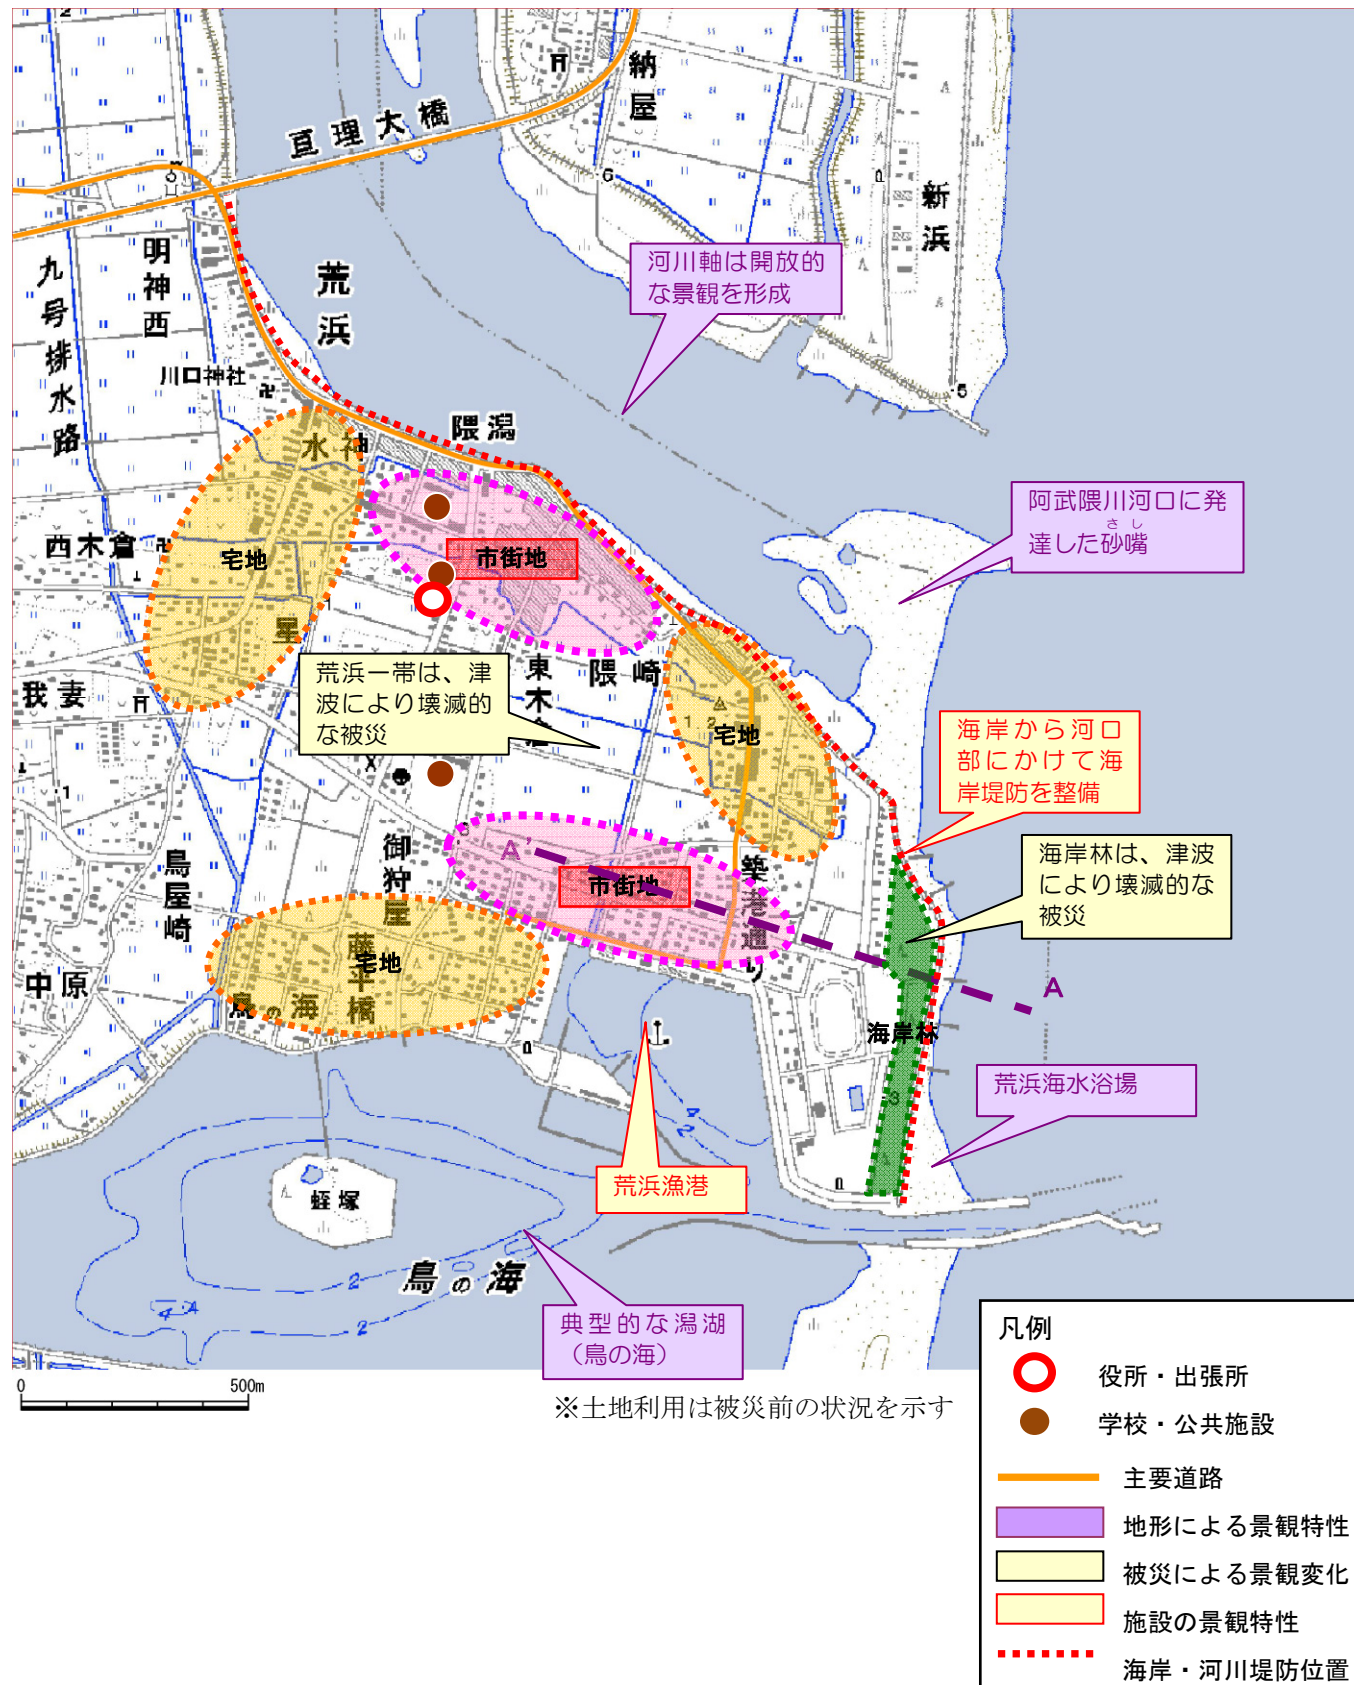 納屋
亘理大橋
新浜
明神西
荒浜
九号排水路
河川軸は開放的
な景観を形成
川口神社
水神
隈潟
阿武隈川河口に発
さし
達した砂嘴
西木倉
宅地
市街地
星
荒浜一帯は、津
波により壊滅的
な被災
隈崎
我妻
宅地
海岸から河口
部にかけて海
岸堤防を整備
海岸林は、津波
により壊滅的な
被災
鳥屋崎
御狩屋
A’
市街地
築港通り
宅地
藤平橋
中原
鳥の海
A
海岸林
荒浜海水浴場
荒浜漁港
蛭塚
鳥の海
典型的な潟湖
（鳥の海）
0 500m
※土地利用は被災前の状況を示す
凡例
役所・出張所
学校・公共施設
主要道路
地形による景観特性
被災による景観変化
施設の景観特性
海岸・河川堤防位置